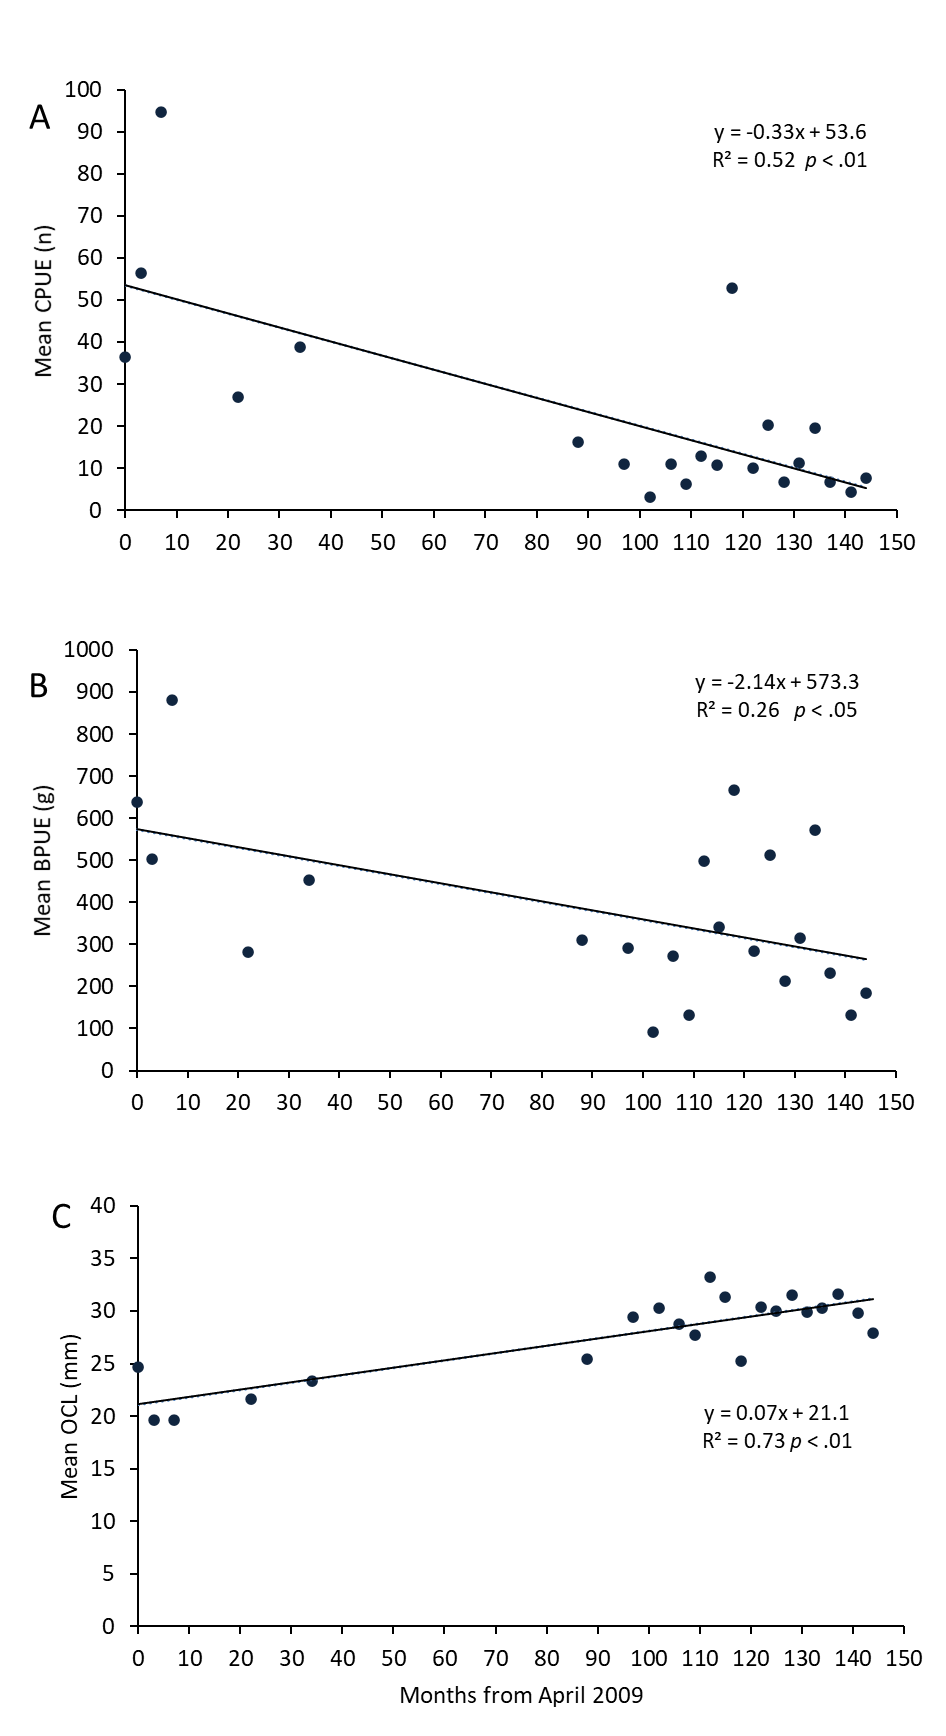 A
Mean CPUE (n)
100
90
80
70
60
50
40
30
20
10
0
y = -0.33x + 53.6
R² = 0.52 p < .01
0 10 20 30 40 50 60 70 80 90 100 110 120 130 140 150
B
Mean BPUE (g)
1000
900
800
700
600
500
400
300
200
100
0
y = -2.14x + 573.3
R² = 0.26 p < .05
0 10 20 30 40 50 60 70 80 90 100 110 120 130 140 150
C
Mean OCL (mm)
40
35
30
25
20
15
10
5
0
y = 0.07x + 21.1
R² = 0.73 p < .01
0 10 20 30 40 50 60 70 80 90 100 110 120 130 140 150
Months from April 2009